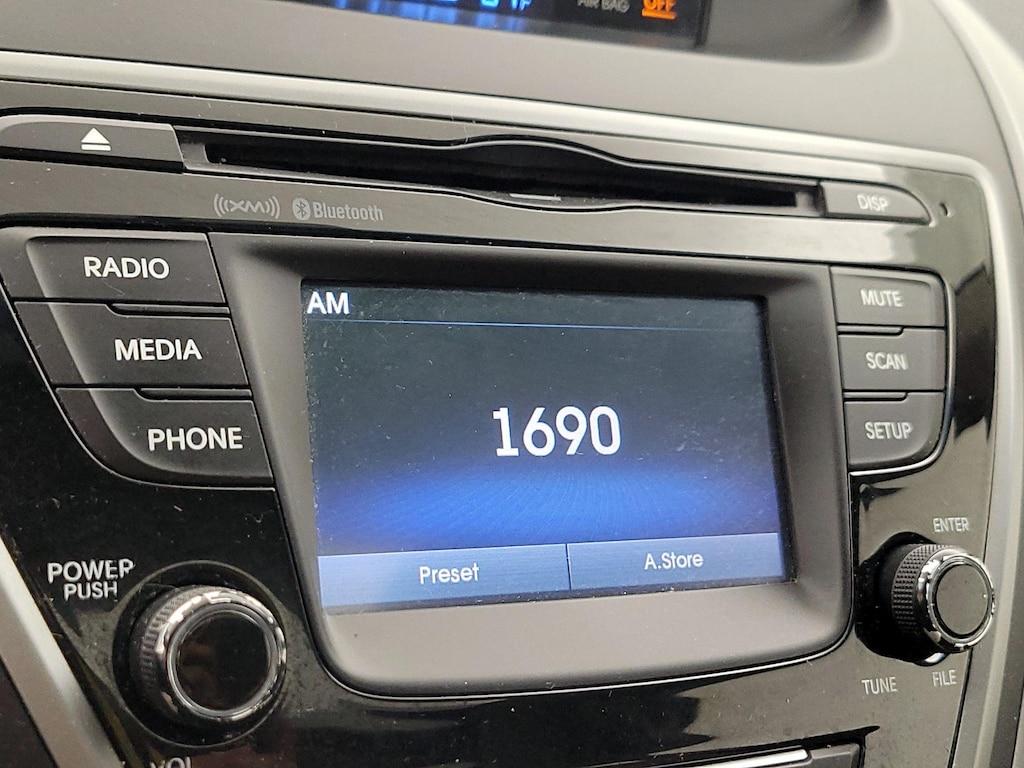 AIR BAG
OFF
DISP
((XM))
Bluetooth
RADIO
MEDIA
PHONE
AM
1690
Preset
A.Store
MUTE
SCAN
SETUP
ENTER
POWER
PUSH
TUNE
FILE
VOL